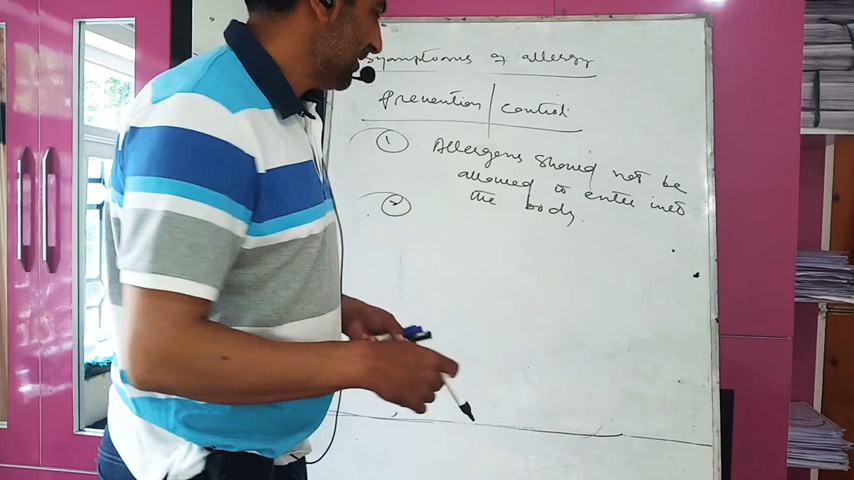 Symptoms of allergy
Prevention | control
1 Allergens should not be
allowed to enter into
the body.
2